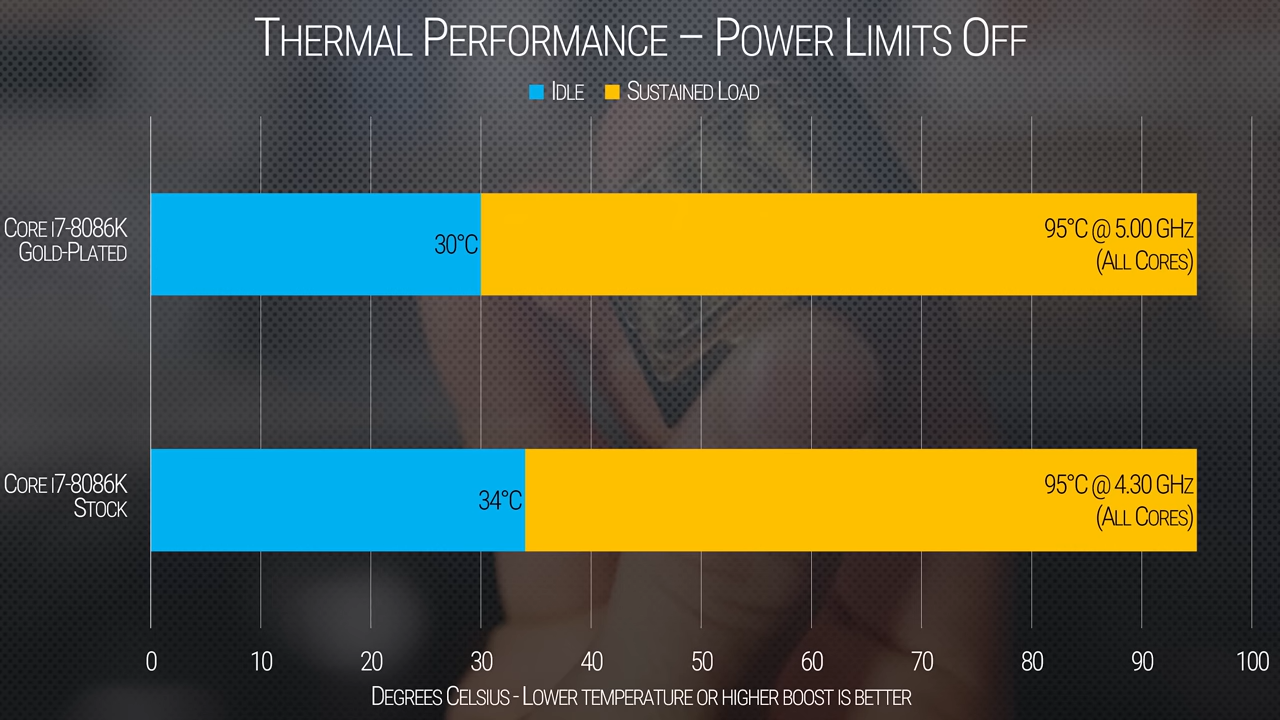 Thermal Performance – Power Limits Off
Idle
Sustained Load
Core i7-8086K
Gold-Plated
30°C
95°C @ 5.00 GHz
(All Cores)
Core i7-8086K
Stock
34°C
95°C @ 4.30 GHz
(All Cores)
0 10 20 30 40 50 60 70 80 90 100
Degrees Celsius - Lower temperature or higher boost is better